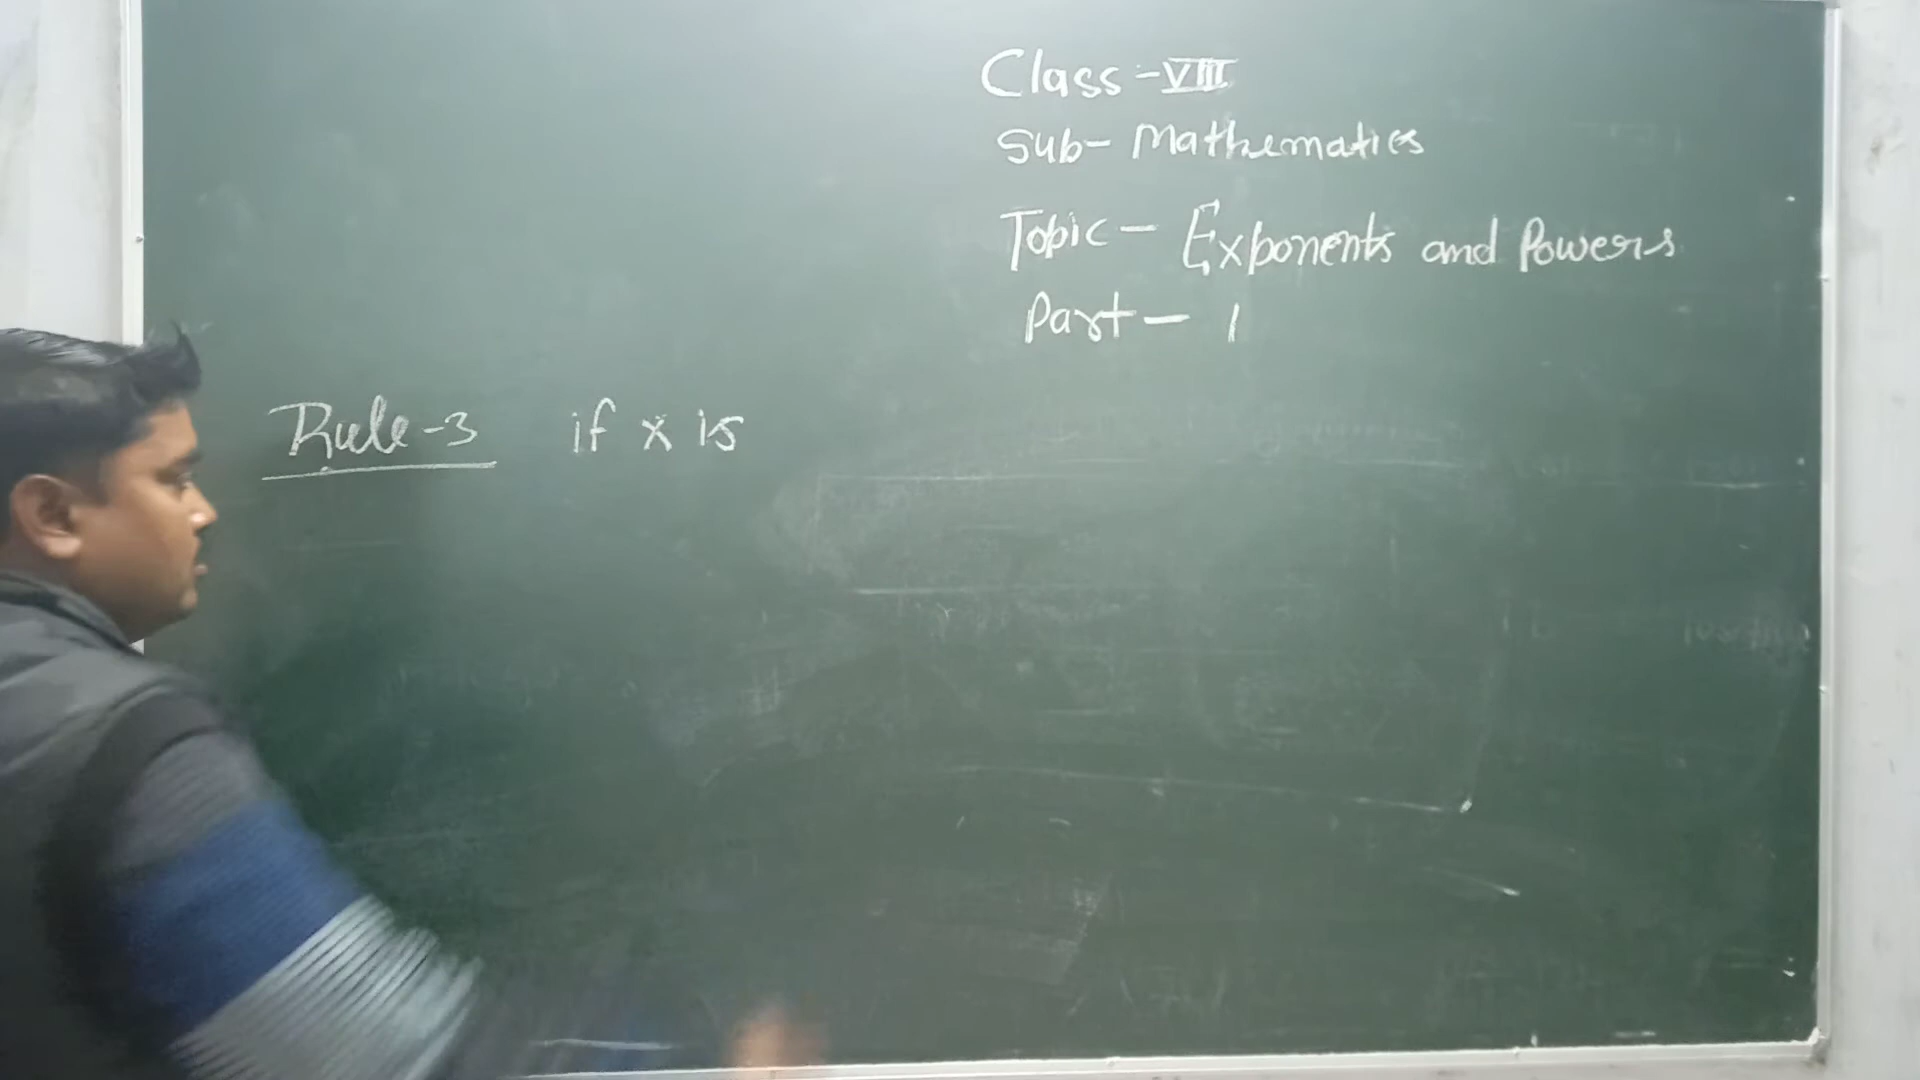 Class - VIII
Sub- Mathematics
Topic - Exponents and Powers
Part - 1
Rule-3 if x is